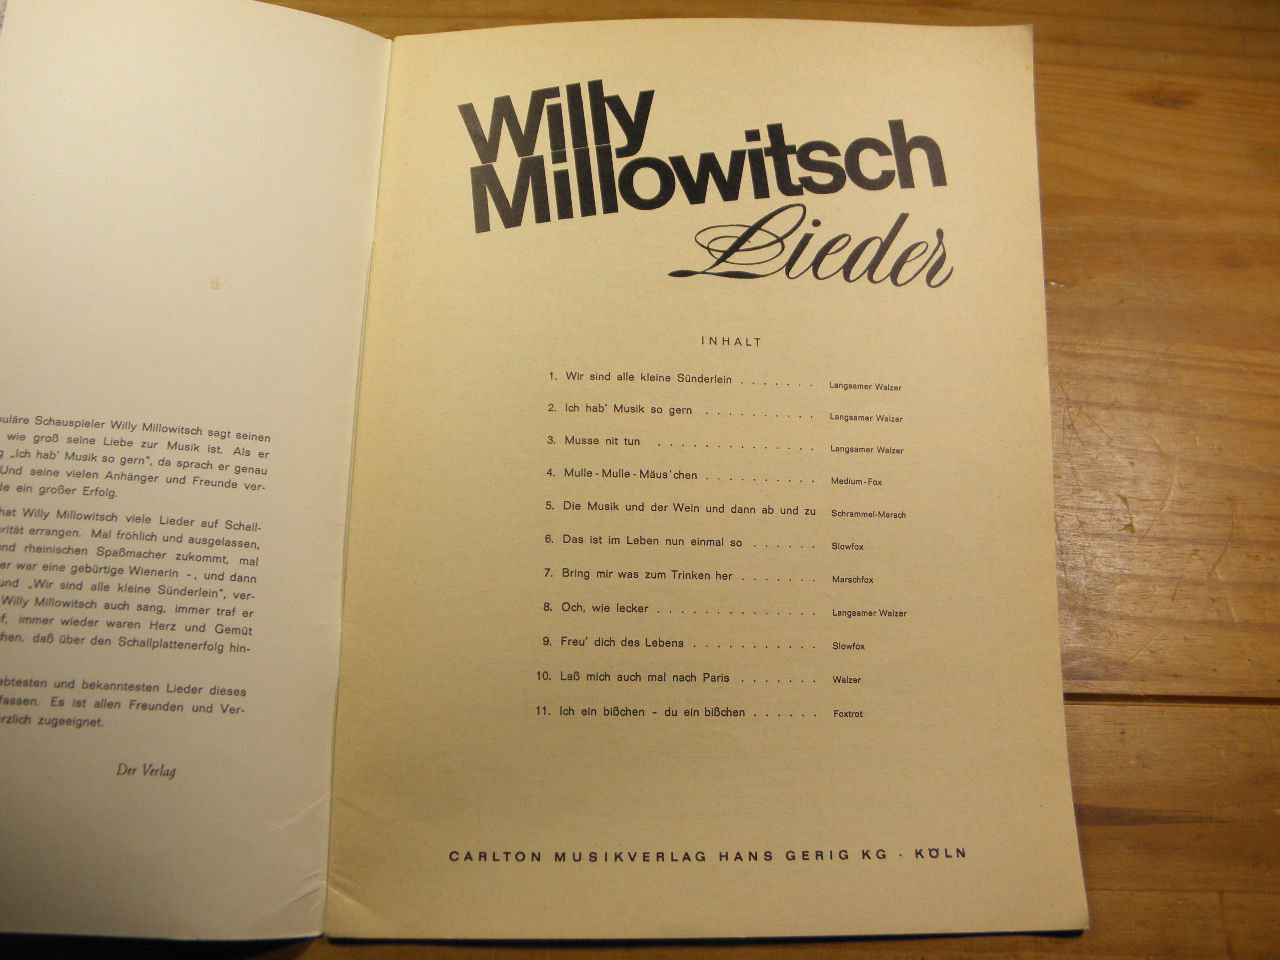 Schauspieler Willy Millowitsch sagt seinen
wie groß seine Liebe zur Musik ist. Als er
„Ich hab' Musik so gern", da sprach er genau
Und seine vielen Anhänger und Freunde ver-
ein großer Erfolg.
hat Willy Millowitsch viele Lieder auf Schall-
errangen. Mal fröhlich und ausgelassen,
und rheinischen Spaßmacher zukommt, mal
er war eine gebürtige Wienerin -, und dann
und „Wir sind alle kleine Sünderlein", ver-
Willy Millowitsch auch sang, immer traf er
immer wieder waren Herz und Gemüt
daß über den Schallplattenerfolg hin-
und bekanntesten Lieder dieses
fassen. Es ist allen Freunden und Ver-
zugeeignet.
Der Verlag
Willy
Millowitsch
Lieder
INHALT
1. Wir sind alle kleine Sünderlein . . . . . . . Langsamer Walzer
2. Ich hab' Musik so gern . . . . . . . . . . Langsamer Walzer
3. Musse nit tun . . . . . . . . . . . . . Langsamer Walzer
4. Mulle - Mulle - Mäus'chen . . . . . . . . . . Medium-Fox
5. Die Musik und der Wein und dann ab und zu Schrammel-Marsch
6. Das ist im Leben nun einmal so . . . . . . Slowfox
7. Bring mir was zum Trinken her . . . . . . . Marschfox
8. Och, wie lecker . . . . . . . . . . . . . . Langsamer Walzer
9. Freu' dich des Lebens . . . . . . . . . . . Slowfox
10. Laß mich auch mal nach Paris . . . . . . . Walzer
11. Ich ein bißchen - du ein bißchen . . . . . . Foxtrot
CARLTON MUSIKVERLAG HANS GERIG KG · KÖLN